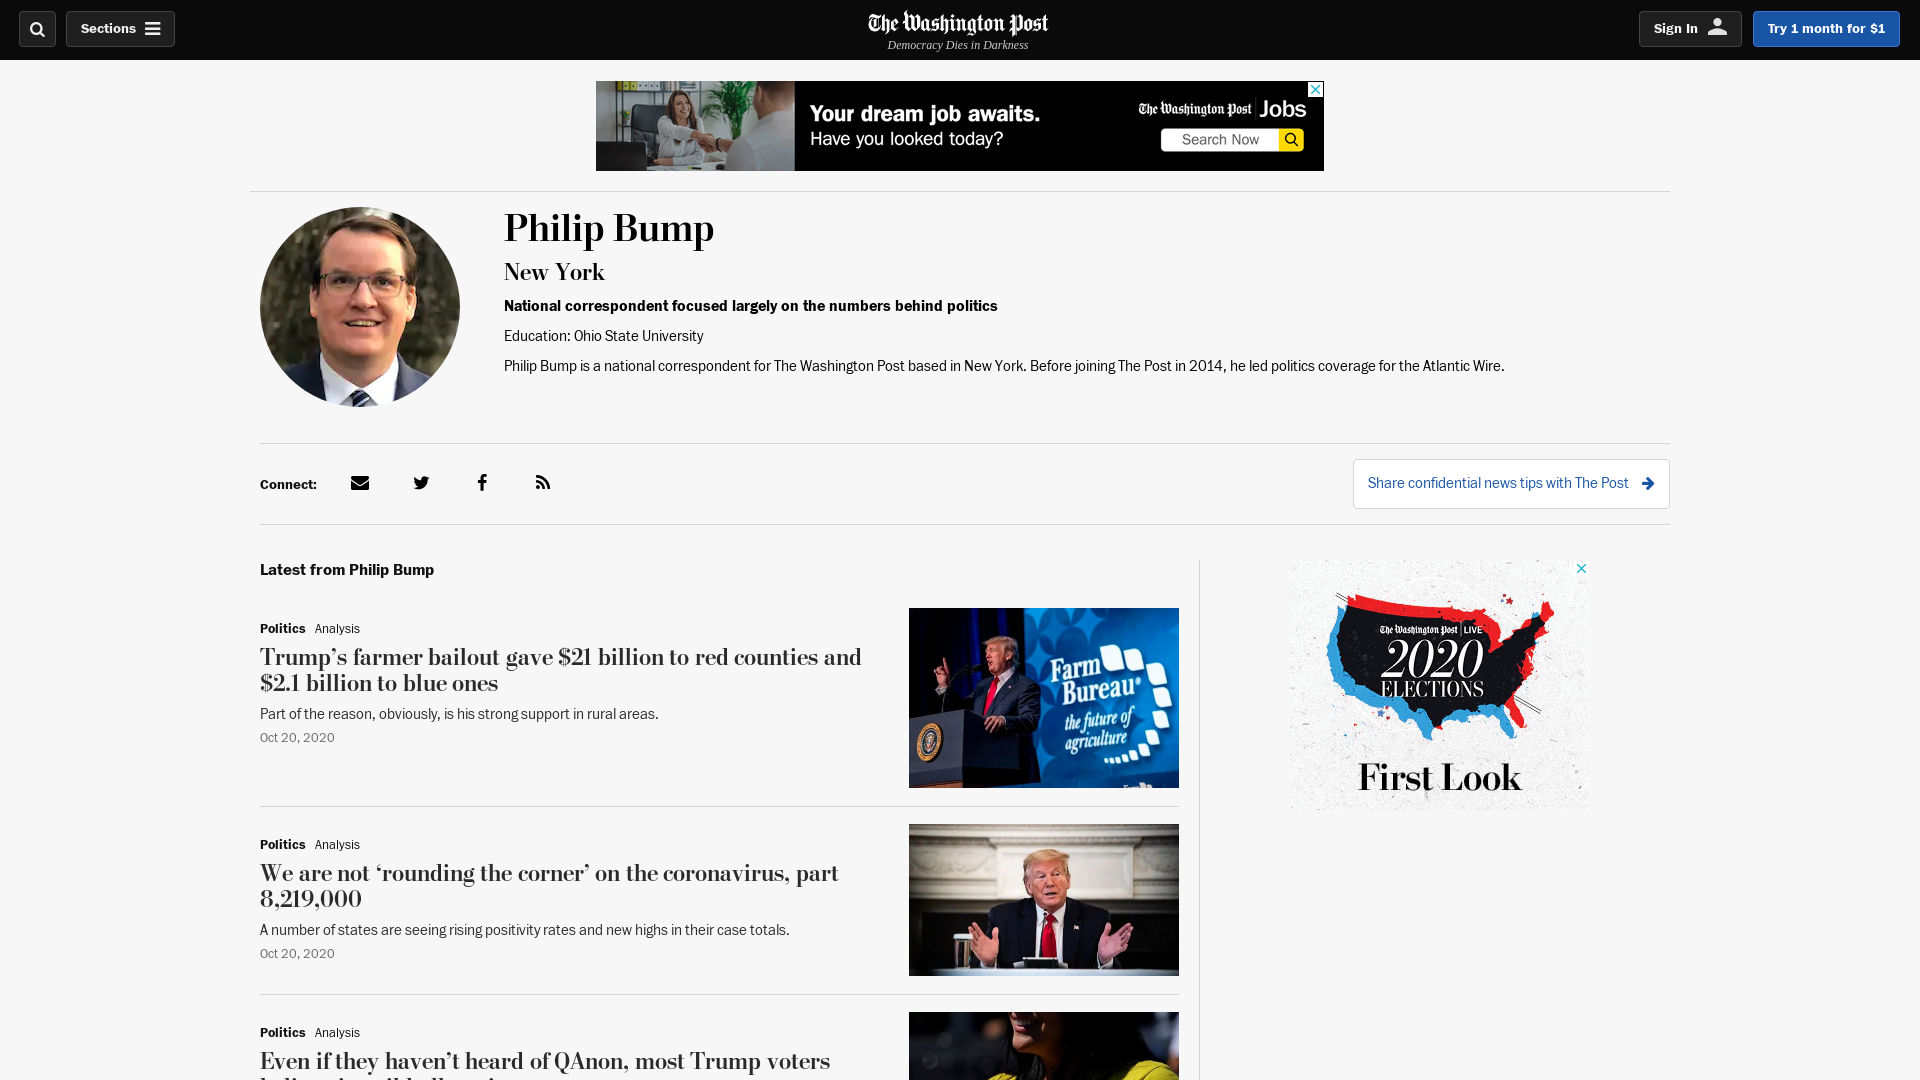 Sections
The Washington Post
Democracy Dies in Darkness
Sign In
Try 1 month for $1
Your dream job awaits.
Have you looked today?
The Washington Post Jobs
Search Now
Philip Bump
New York
National correspondent focused largely on the numbers behind politics
Education: Ohio State University
Philip Bump is a national correspondent for The Washington Post based in New York. Before joining The Post in 2014, he led politics coverage for the Atlantic Wire.
Connect:
Share confidential news tips with The Post
Latest from Philip Bump
Politics Analysis
Trump’s farmer bailout gave $21 billion to red counties and
$2.1 billion to blue ones
Part of the reason, obviously, is his strong support in rural areas.
Oct 20, 2020
Farm
Bureau®
the future of
agriculture
The Washington Post LIVE
2020
ELECTIONS
First Look
Politics Analysis
We are not ‘rounding the corner’ on the coronavirus, part
8,219,000
A number of states are seeing rising positivity rates and new highs in their case totals.
Oct 20, 2020
Politics Analysis
Even if they haven’t heard of QAnon, most Trump voters